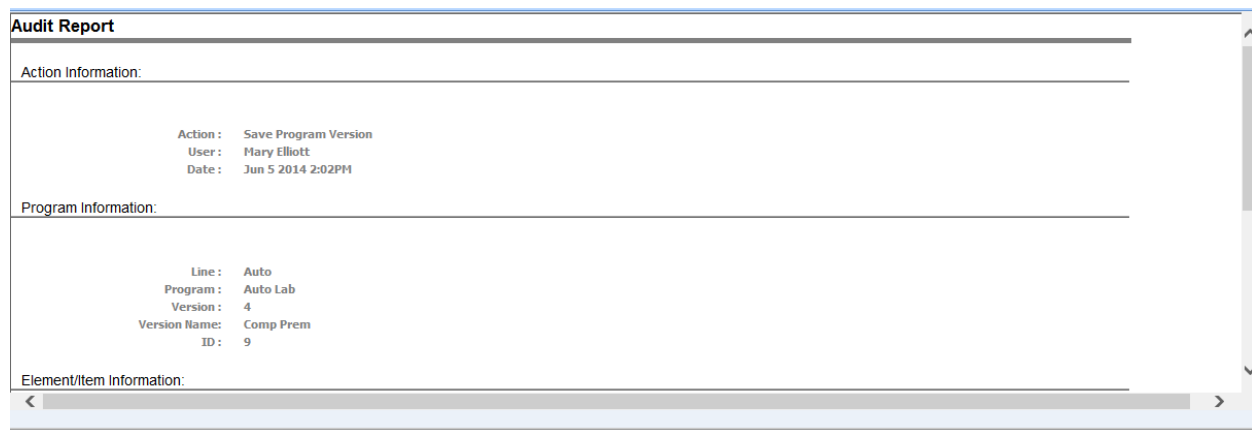 Audit Report
Action Information:
Action : Save Program Version
User : Mary Elliott
Date : Jun 5 2014 2:02PM
Program Information:
Line : Auto
Program : Auto Lab
Version : 4
Version Name: Comp Prem
ID : 9
Element/Item Information: